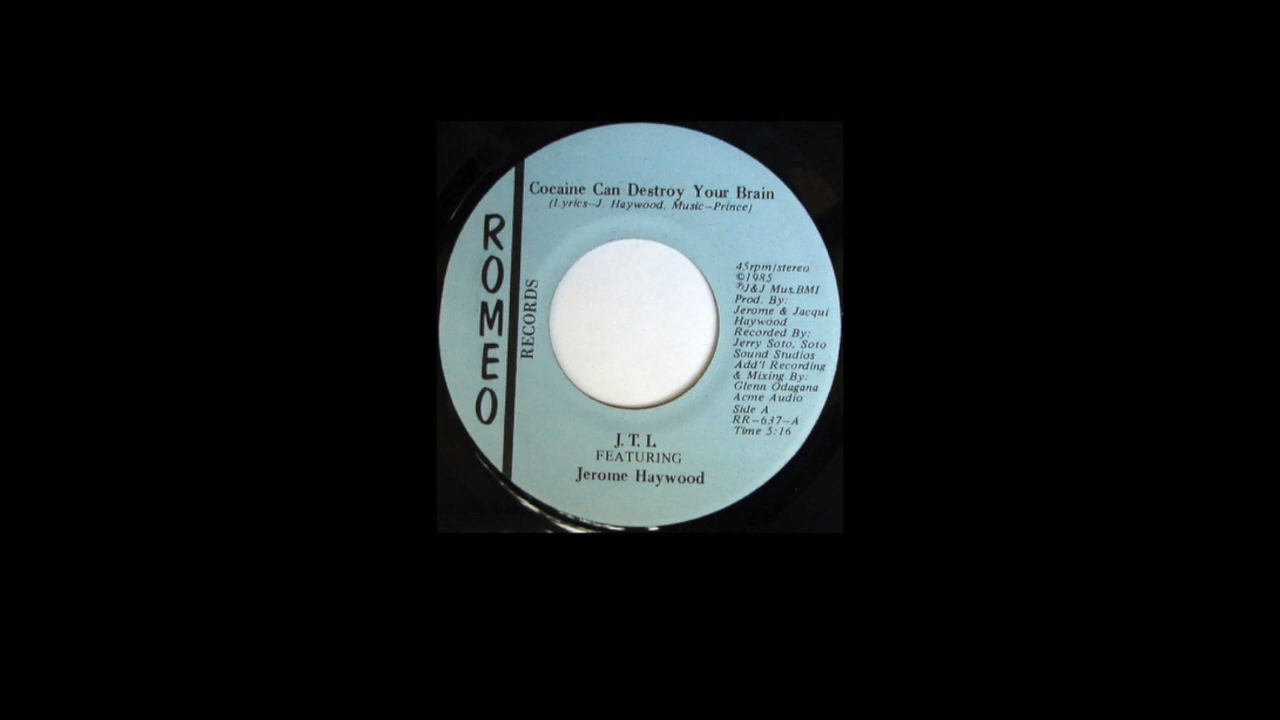 Cocaine Can Destroy Your Brain
(Lyrics-J. Haywood, Music-Prince)
ROMEO
RECORDS
45rpm/stereo
©1985
℗J&J Mus.BMI
Prod. By:
Jerome & Jacqui
Haywood
Recorded By:
Jerry Soto, Soto
Sound Studios
Add'l Recording
& Mixing By:
Glenn Odagana
Acme Audio
Side A
RR-637-A
Time 5:16
J. T. L
FEATURING
Jerome Haywood